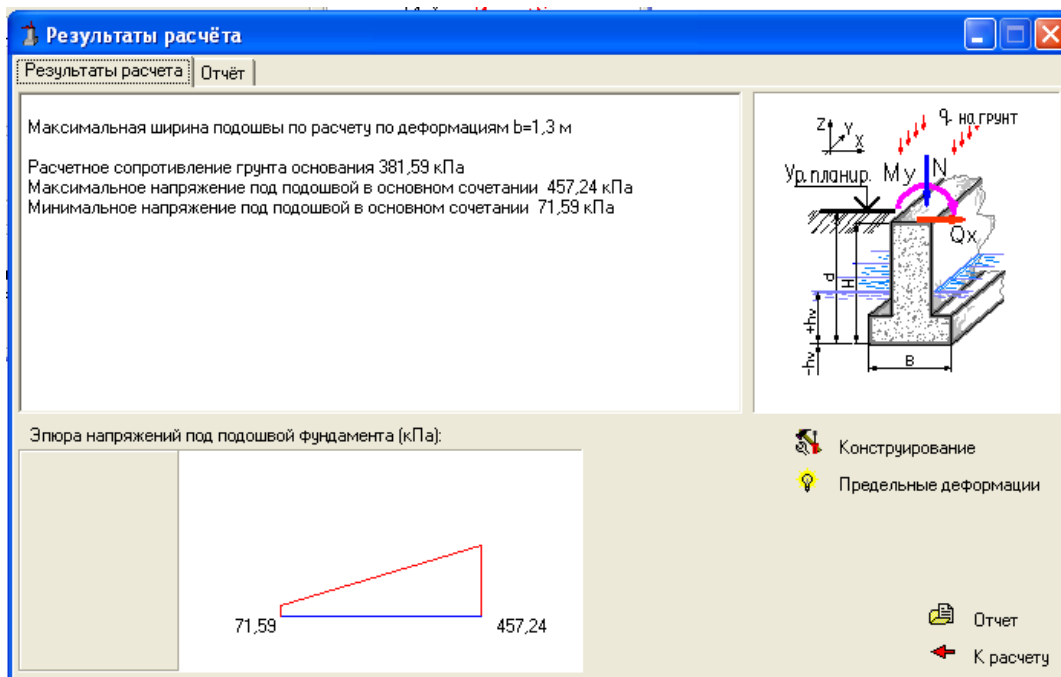 Результаты расчёта
Результаты расчета
Отчёт
Максимальная ширина подошвы по расчету по деформациям b=1,3 м
Расчетное сопротивление грунта основания 381,59 кПа
Максимальное напряжение под подошвой в основном сочетании 457,24 кПа
Минимальное напряжение под подошвой в основном сочетании 71,59 кПа
Z Y X
q- на грунт
Ур.планир. My N
Qx
d H
+hv
-hv
B
Эпюра напряжений под подошвой фундамента (кПа):
71,59 457,24
Конструирование
Предельные деформации
Отчет
К расчету